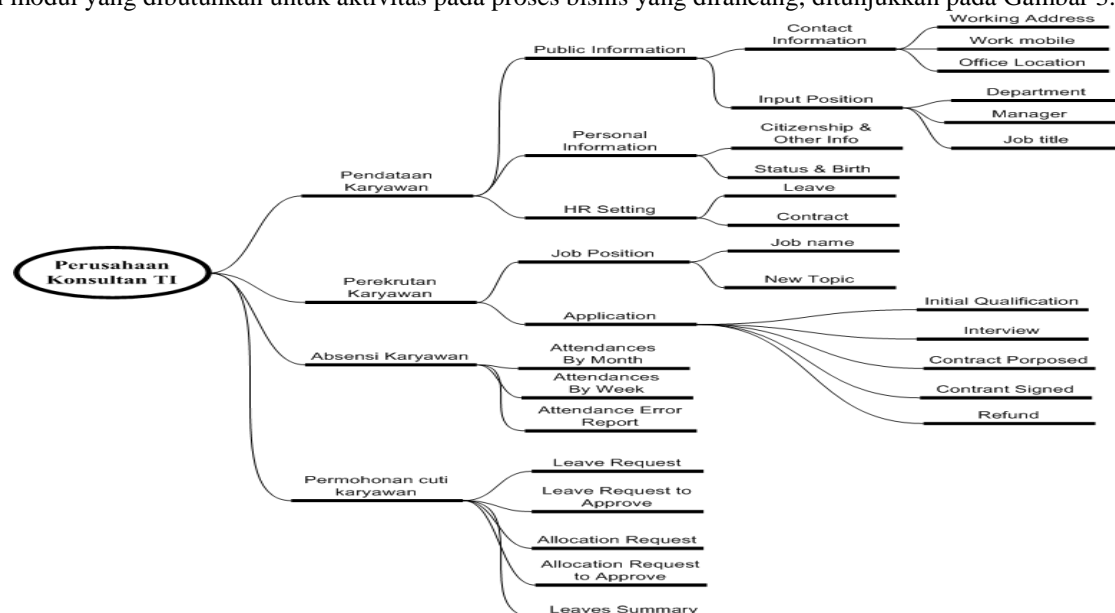 modul yang dibutuhkan untuk aktivitas pada proses bisnis yang dirancang, ditunjukkan pada Gambar 3.
Perusahaan
Konsultan TI
Pendataan
Karyawan
Public Information
Contact
Information
Working Address
Work mobile
Office Location
Input Position
Department
Manager
Job title
Personal
Information
Citizenship &
Other Info
Status & Birth
HR Setting
Leave
Contract
Perekrutan
Karyawan
Job Position
Job name
New Topic
Application
Initial Qualification
Interview
Contract Porposed
Contrant Signed
Refund
Absensi Karyawan
Attendances
By Month
Attendances
By Week
Attendance Error
Report
Permohonan cuti
karyawan
Leave Request
Leave Request to
Approve
Allocation Request
Allocation Request
to Approve
Leaves Summary